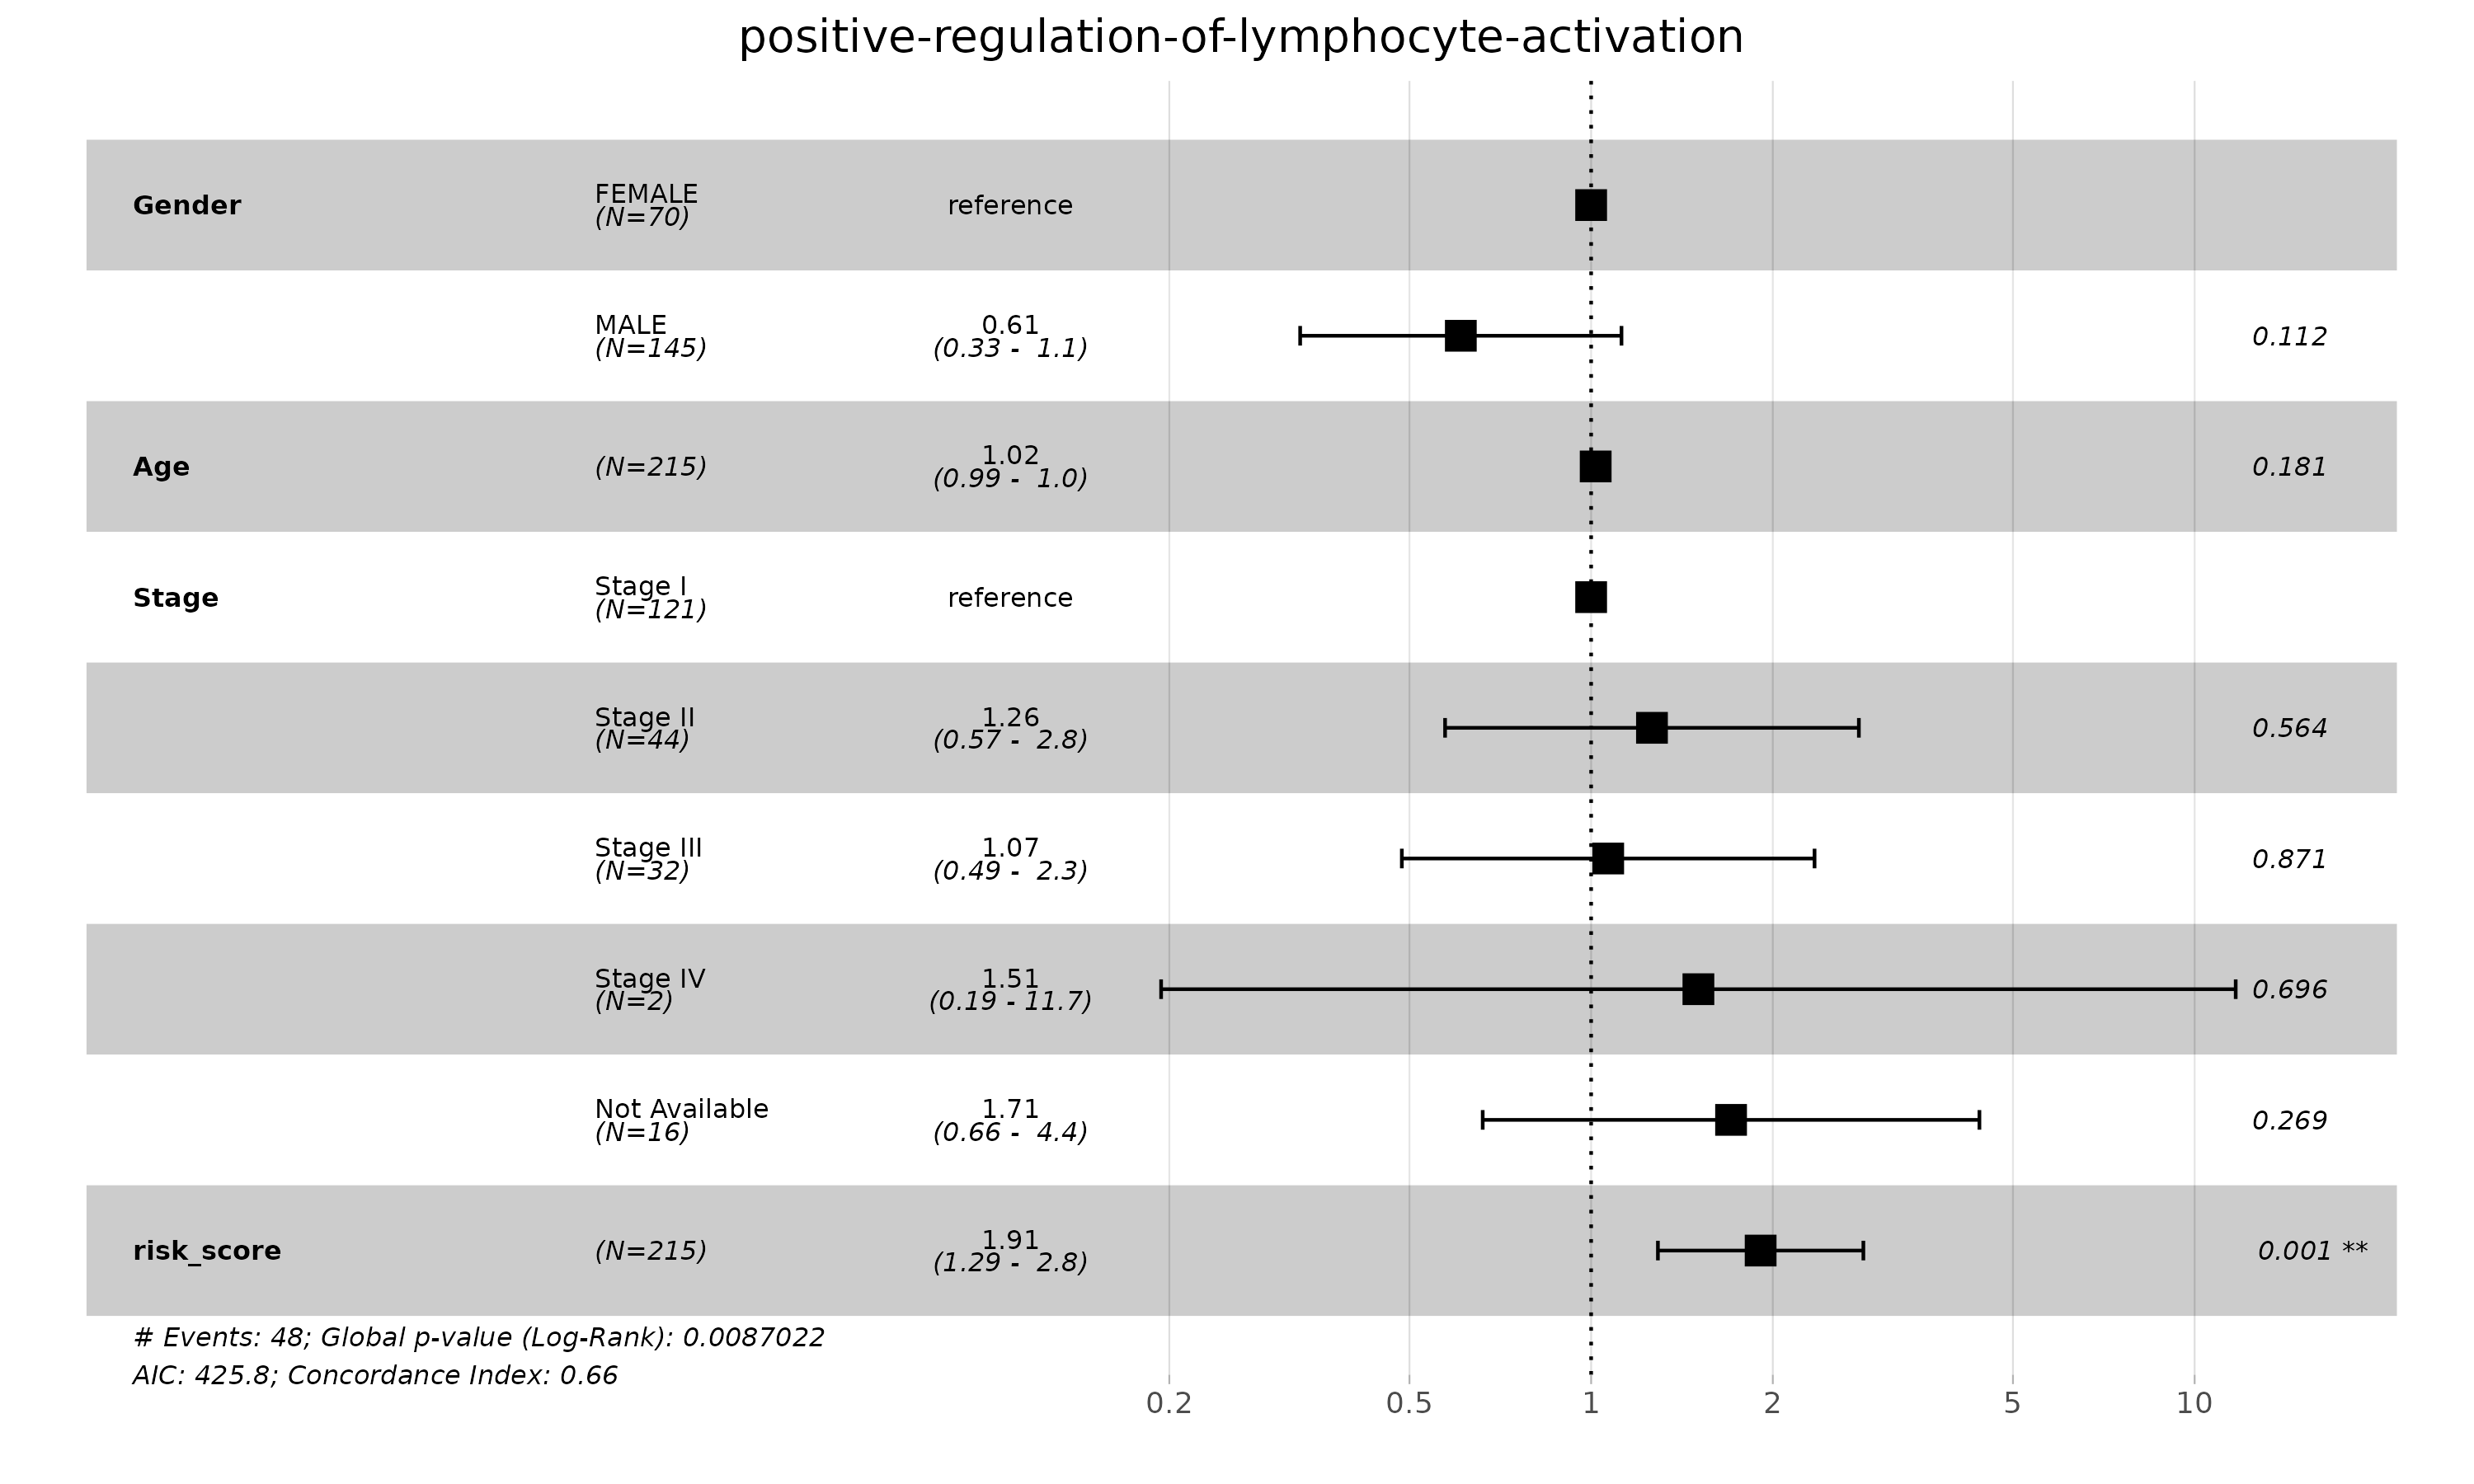 positive-regulation-of-lymphocyte-activation
Gender
FEMALE
(N=70)
reference
MALE
(N=145)
0.61
(0.33 - 1.1)
0.112
Age
(N=215)
1.02
(0.99 - 1.0)
0.181
Stage
Stage I
(N=121)
reference
Stage II
(N=44)
1.26
(0.57 - 2.8)
0.564
Stage III
(N=32)
1.07
(0.49 - 2.3)
0.871
Stage IV
(N=2)
1.51
(0.19 - 11.7)
0.696
Not Available
(N=16)
1.71
(0.66 - 4.4)
0.269
risk_score
(N=215)
1.91
(1.29 - 2.8)
0.001 **
# Events: 48; Global p-value (Log-Rank): 0.0087022
AIC: 425.8; Concordance Index: 0.66
0.2 0.5 1 2 5 10